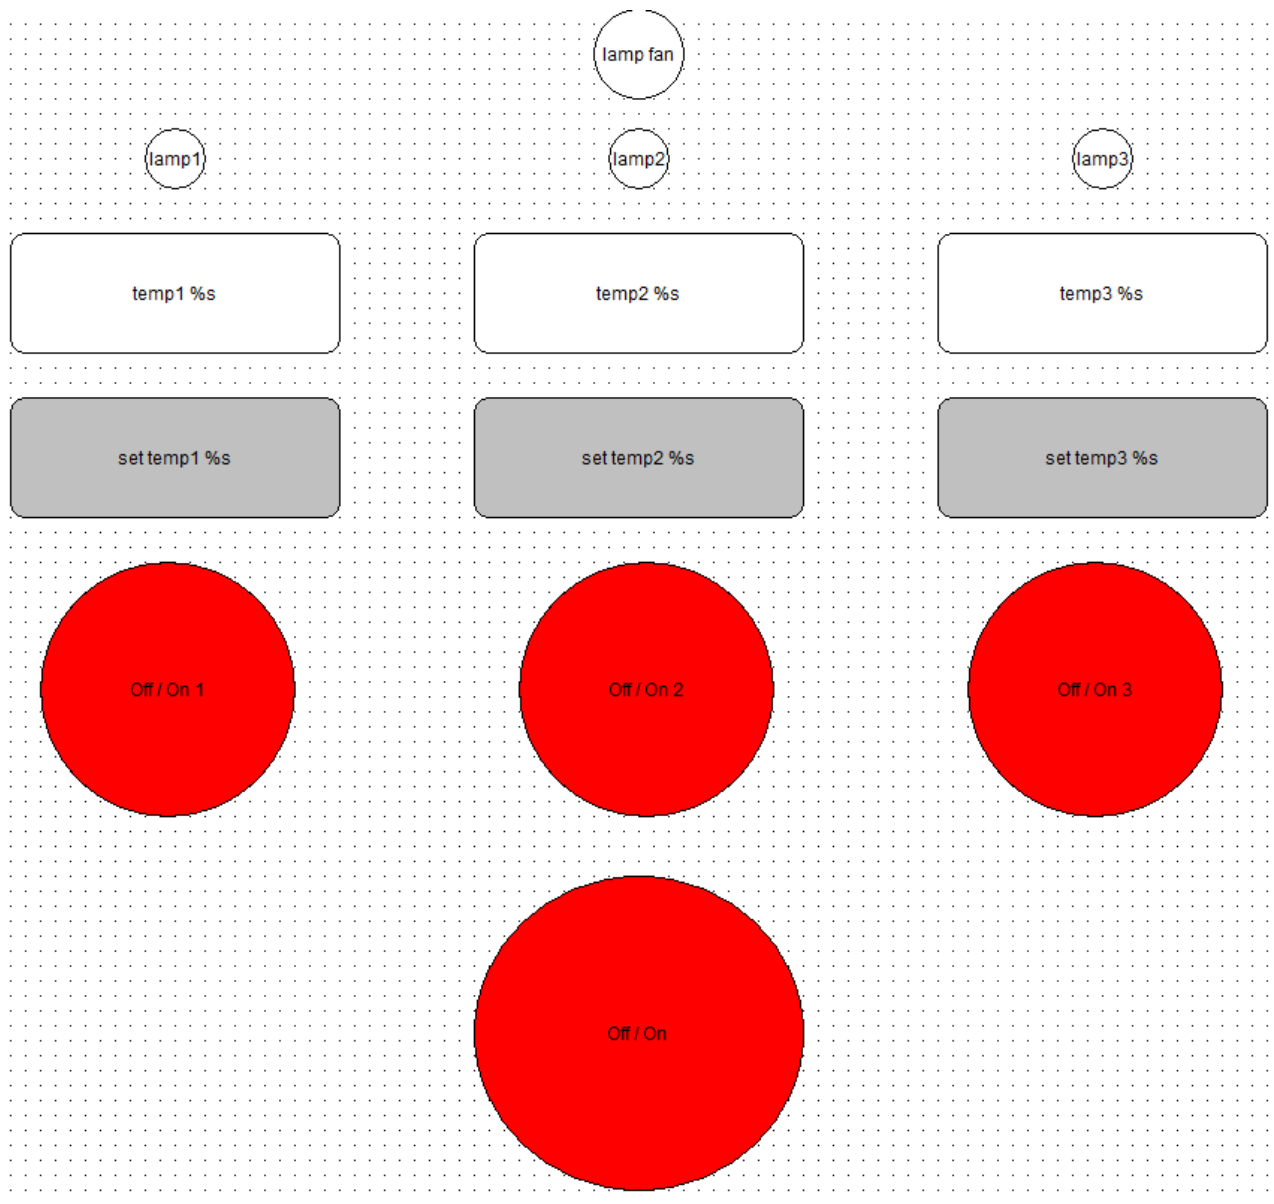 lamp fan
lamp1
lamp2
lamp3
temp1 %s
temp2 %s
temp3 %s
set temp1 %s
set temp2 %s
set temp3 %s
Off / On 1
Off / On 2
Off / On 3
Off / On